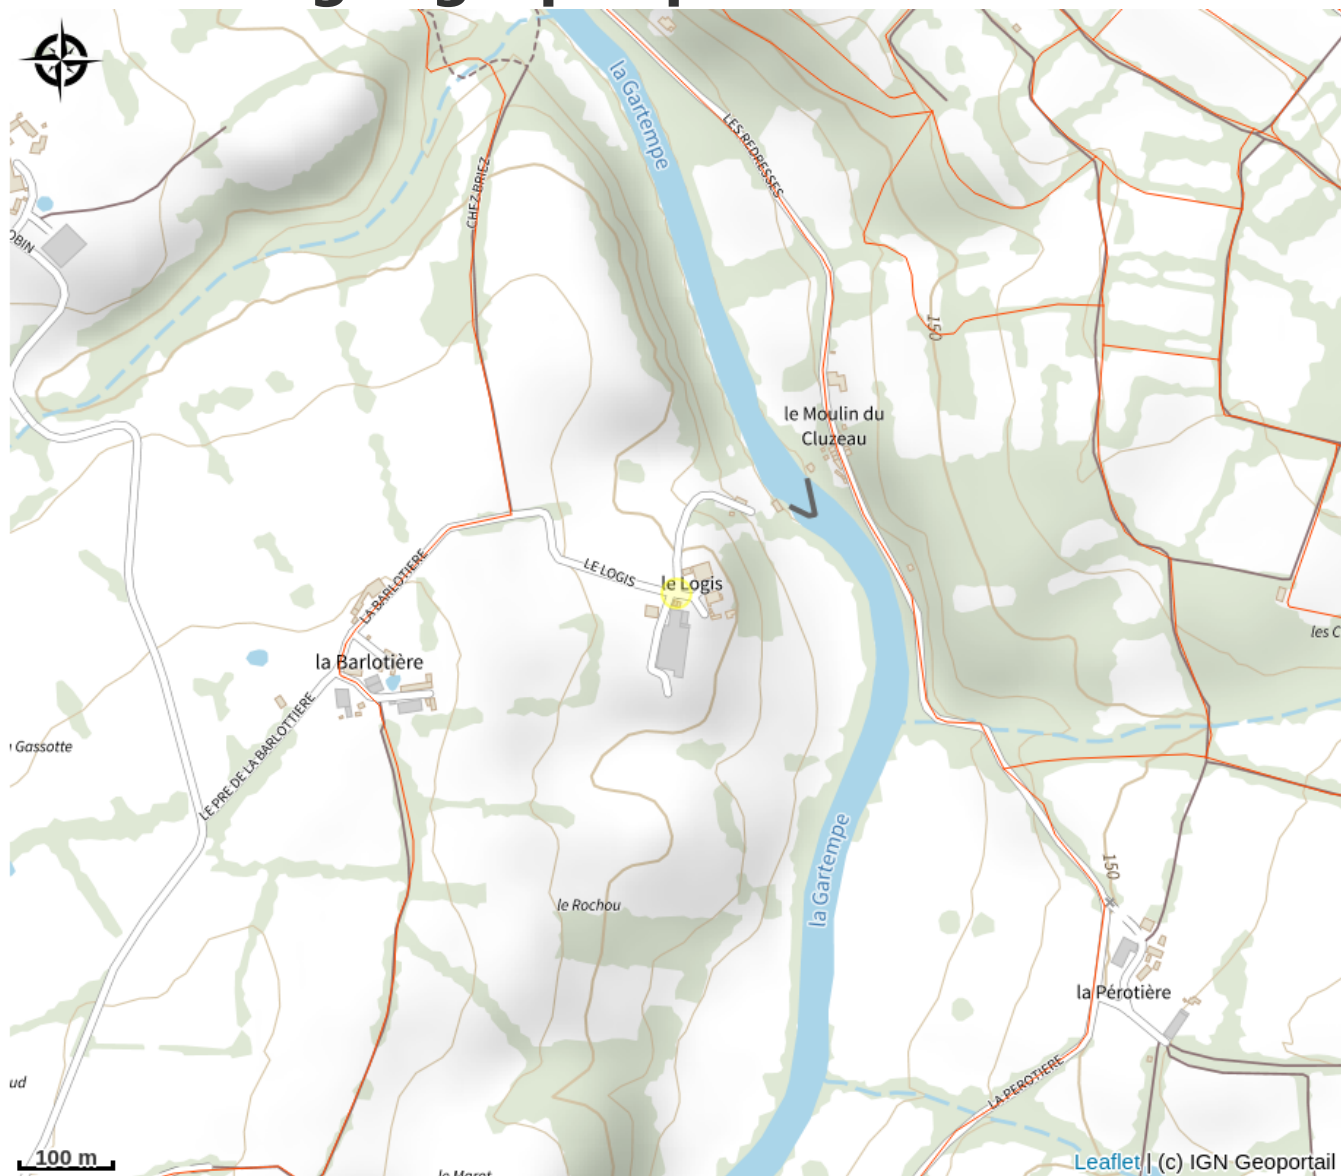 la Gartempe
LES REDRESSES
CHEZ BRIEZ
OBIN
150
le Moulin du
Cluzeau
LA BARLOTIERE
LE LOGIS
le Logis
les C
la Barlotière
LE PRE DE LA BARLOTTIERE
Gassotte
la Gartempe
150
le Rochou
la Pérotière
LA PEROTIERE
ud
100 m
le Maret
Leaflet | (c) IGN Geoportail